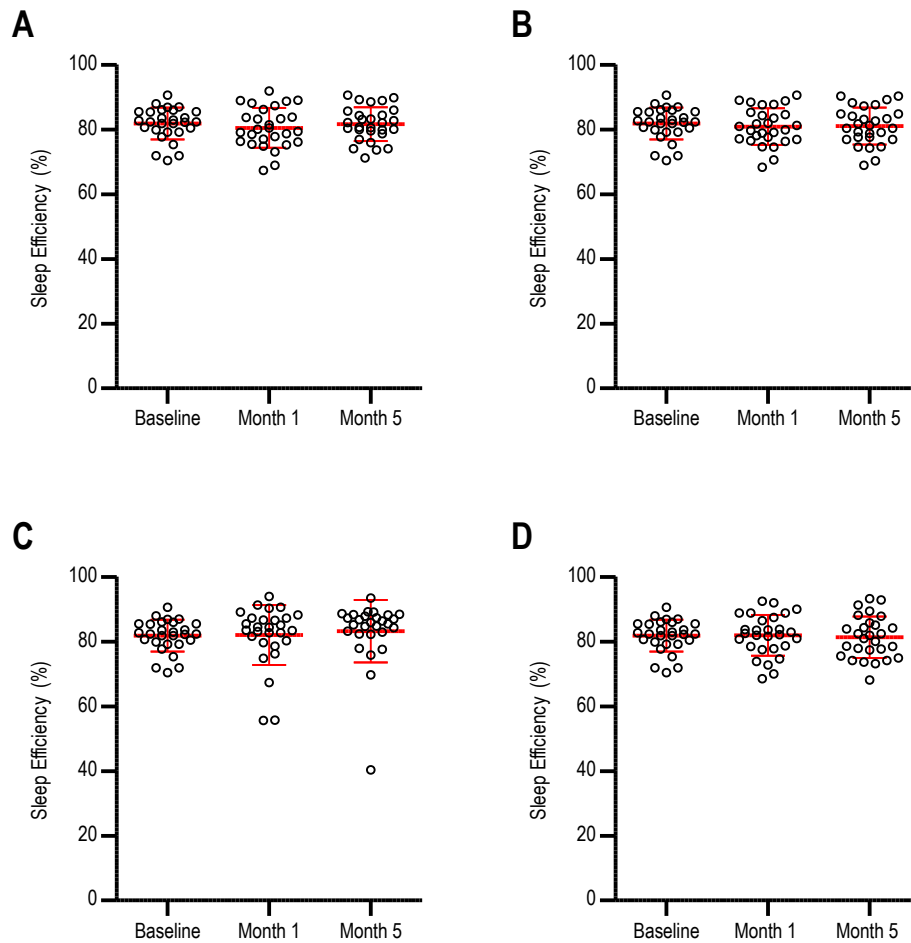 A
100
80
60
40
20
0
Sleep Efficiency (%)
Baseline
Month 1
Month 5
B
100
80
60
40
20
0
Sleep Efficiency (%)
Baseline
Month 1
Month 5
C
100
80
60
40
20
0
Sleep Efficiency (%)
Baseline
Month 1
Month 5
D
100
80
60
40
20
0
Sleep Efficiency (%)
Baseline
Month 1
Month 5